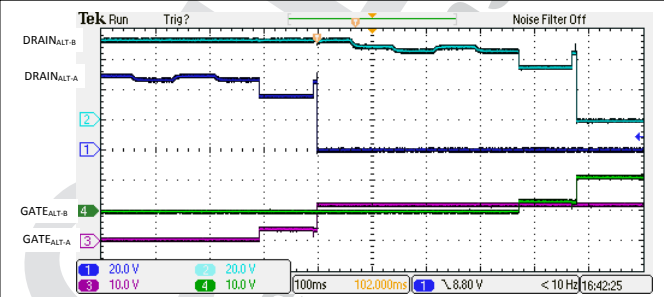 Tek Run Trig? Noise Filter Off
DRAINALT-B
DRAINALT-A
2
1
GATEALT-B 4
GATEALT-A 3
1 20.0 V 2 20.0 V
3 10.0 V 4 10.0 V
100ms 102.000ms 1 \ 8.80 V < 10 Hz 16:42:25